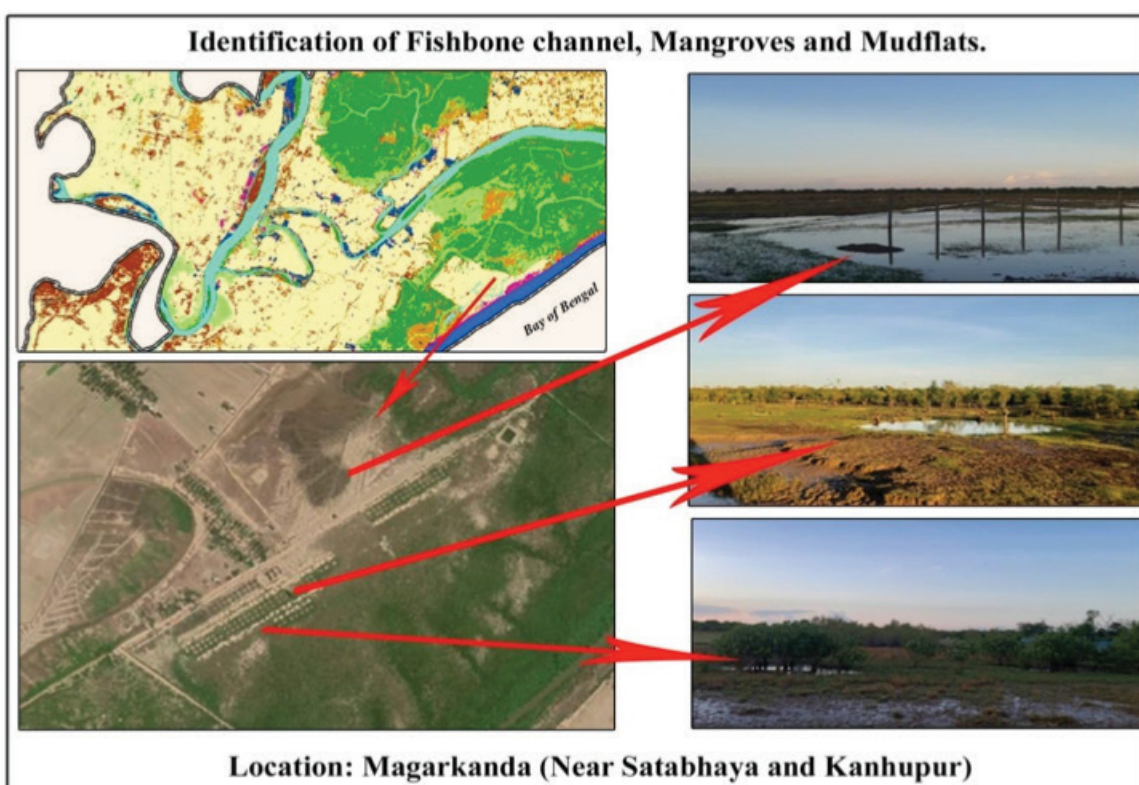 Identification of Fishbone channel, Mangroves and Mudflats.
Bay of Bengal
Location: Magarkanda (Near Satabhaya and Kanhupur)